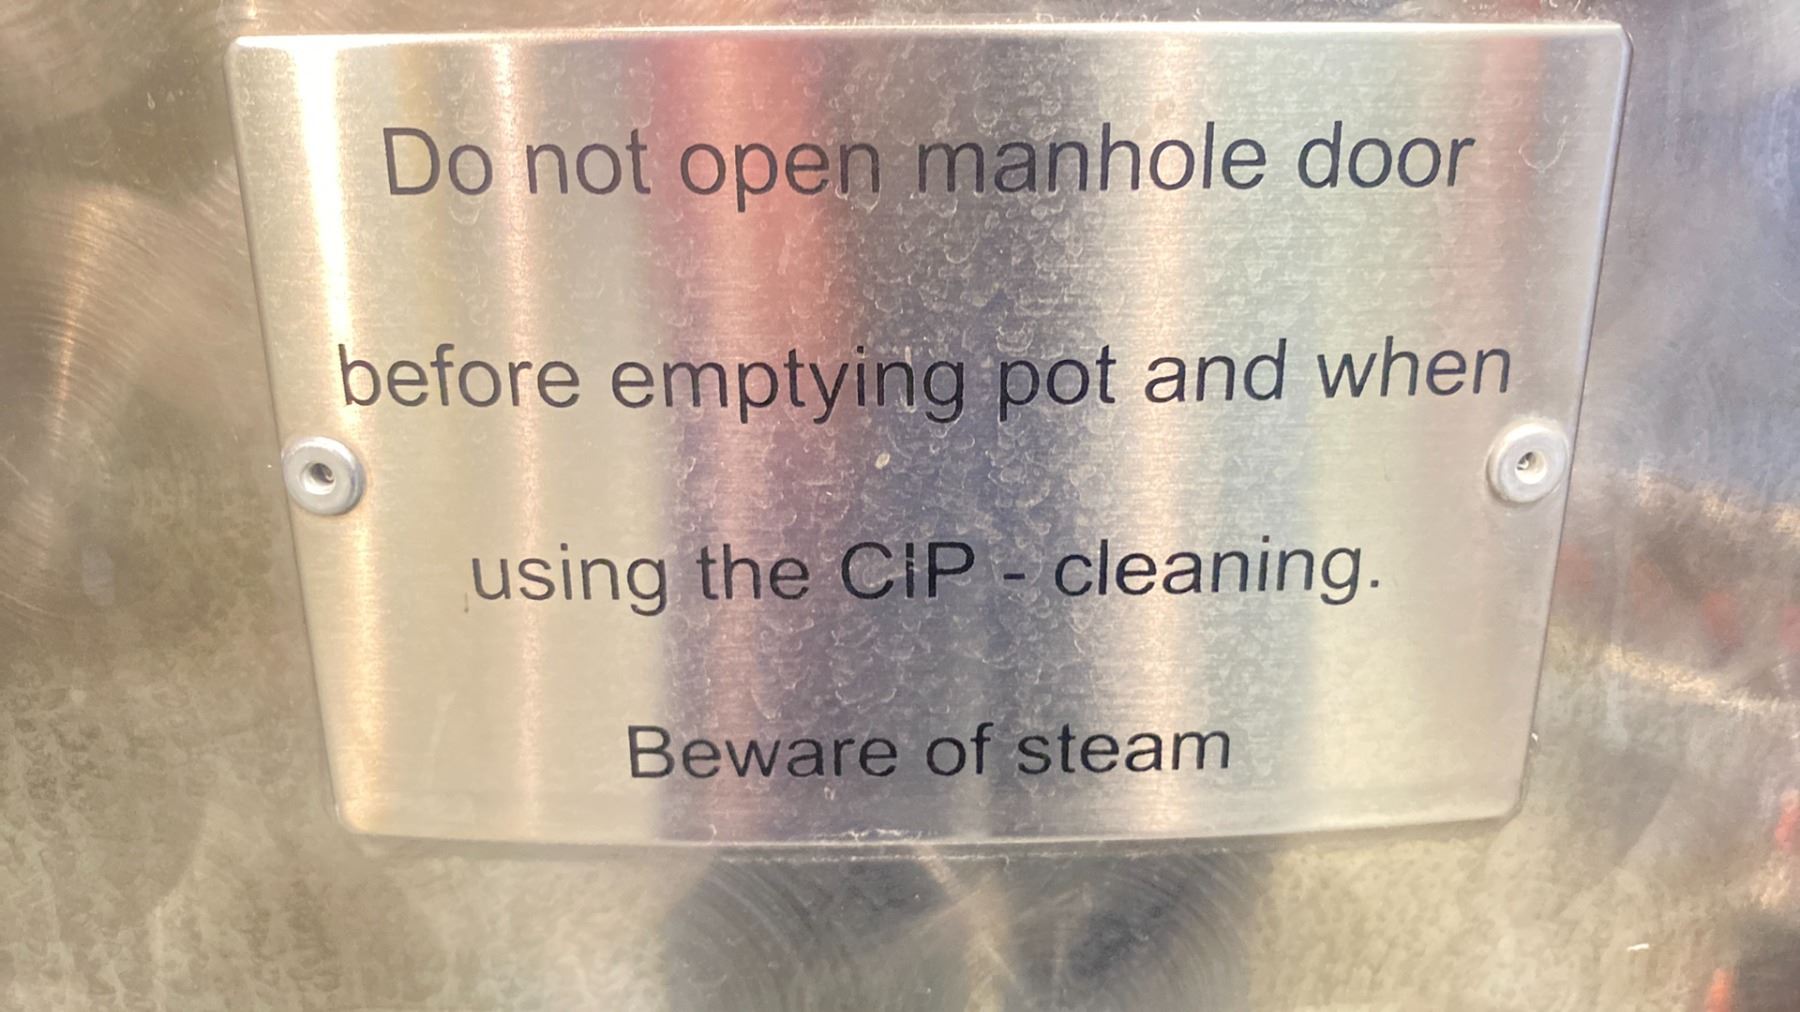 Do not open manhole door
before emptying pot and when
using the CIP - cleaning.
Beware of steam